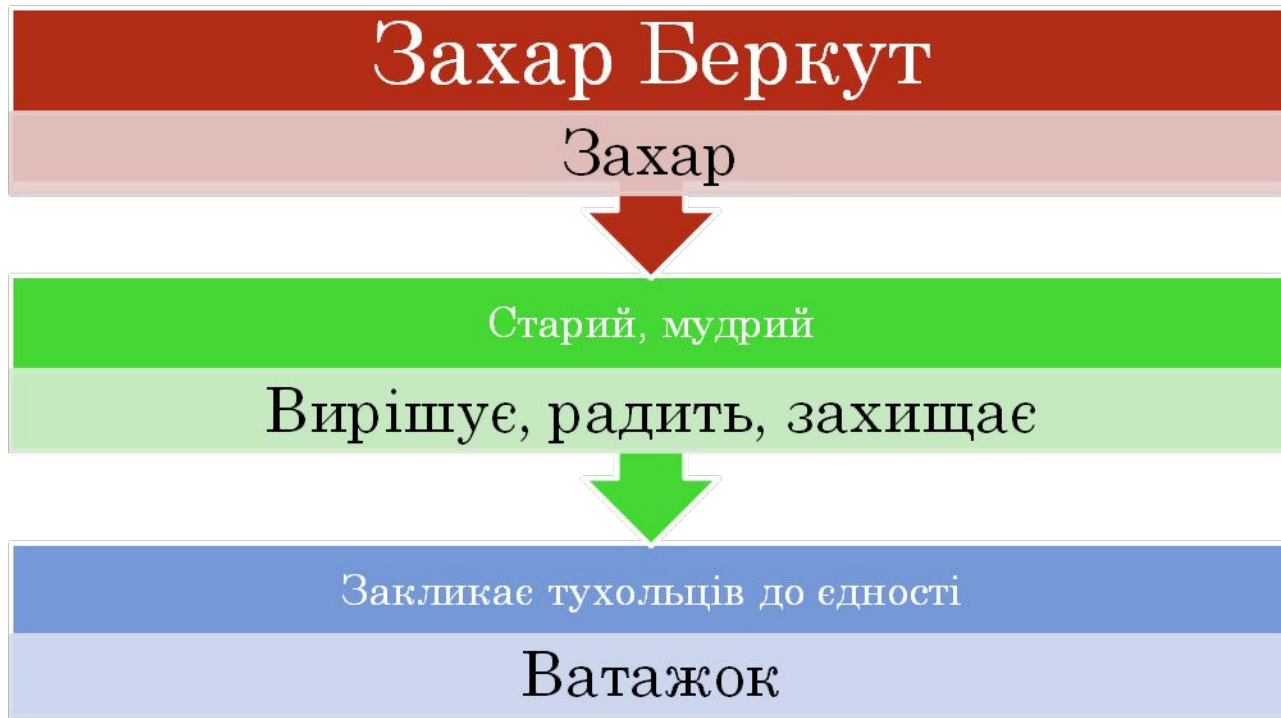 Захар Беркут
Захар
Старий, мудрий
Вирішує, радить, захищає
Закликає тухольців до єдності
Ватажок